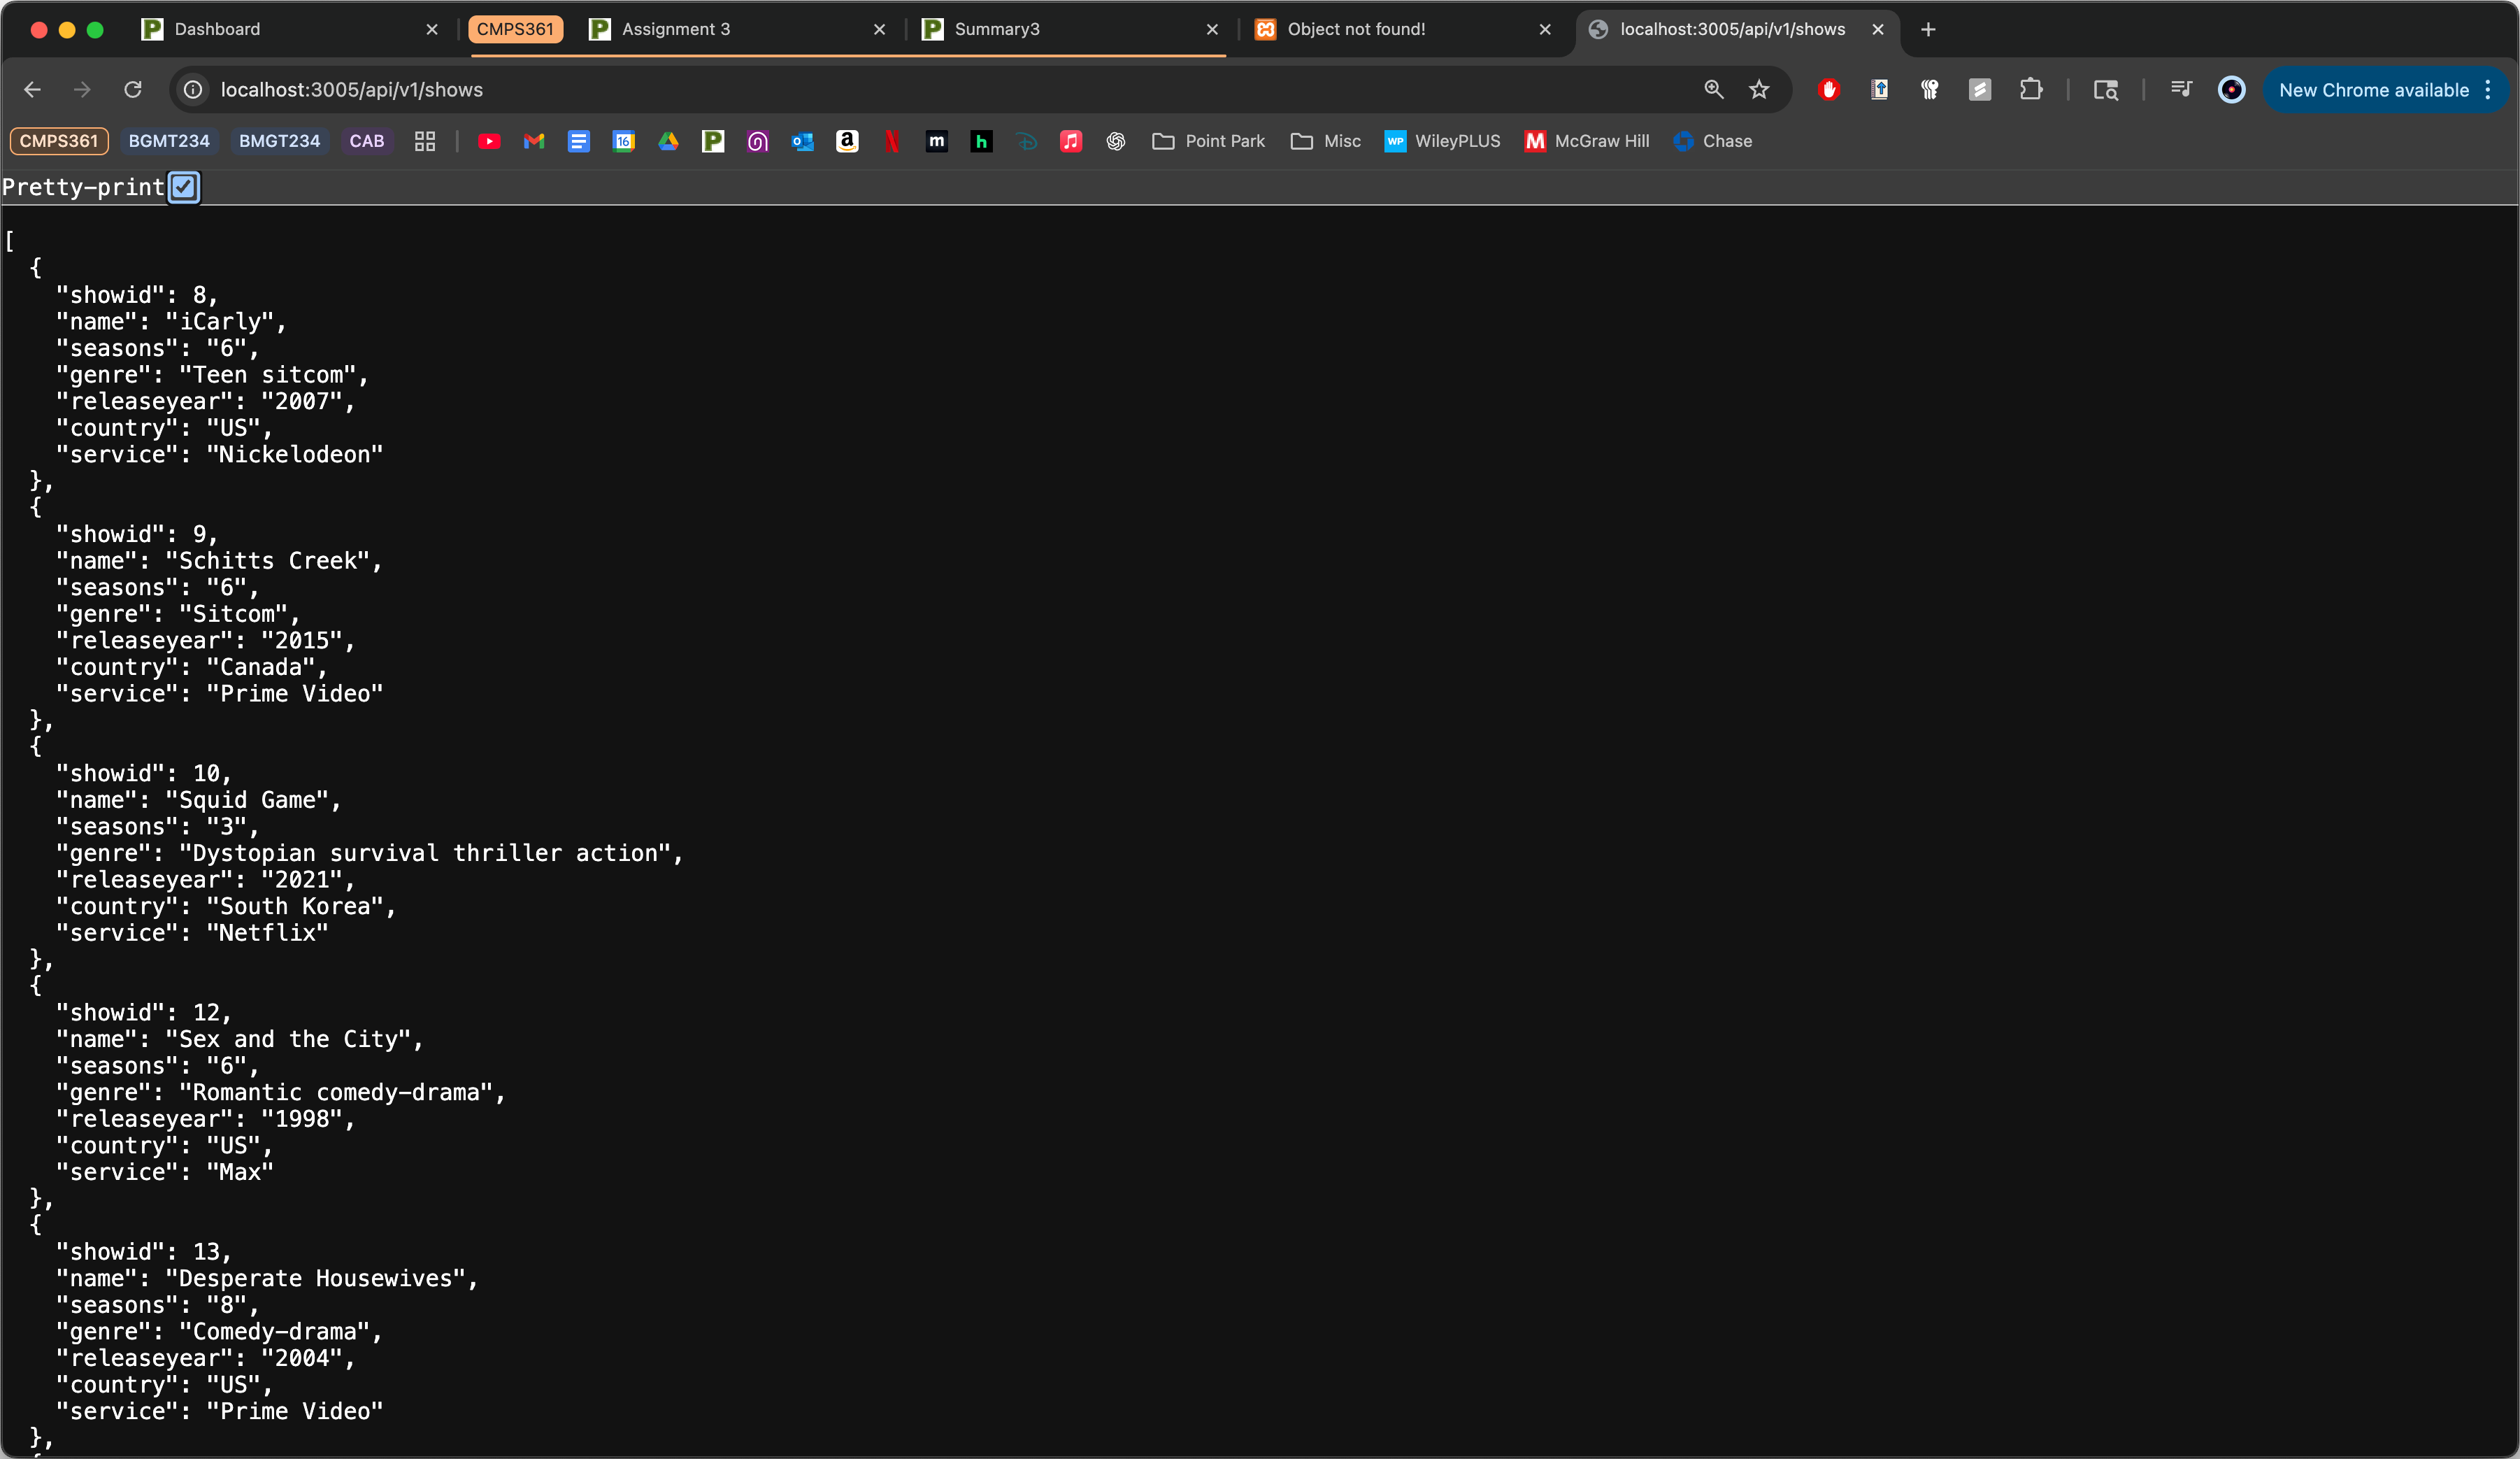 Dashboard CMPS361 Assignment 3 Summary3 Object not found! localhost:3005/api/v1/shows
localhost:3005/api/v1/shows New Chrome available
CMPS361 BGMT234 BMGT234 CAB 16 a m h Point Park Misc WP WileyPLUS M McGraw Hill Chase
Pretty-print
[
  {
    "showid": 8,
    "name": "iCarly",
    "seasons": "6",
    "genre": "Teen sitcom",
    "releaseyear": "2007",
    "country": "US",
    "service": "Nickelodeon"
  },
  {
    "showid": 9,
    "name": "Schitts Creek",
    "seasons": "6",
    "genre": "Sitcom",
    "releaseyear": "2015",
    "country": "Canada",
    "service": "Prime Video"
  },
  {
    "showid": 10,
    "name": "Squid Game",
    "seasons": "3",
    "genre": "Dystopian survival thriller action",
    "releaseyear": "2021",
    "country": "South Korea",
    "service": "Netflix"
  },
  {
    "showid": 12,
    "name": "Sex and the City",
    "seasons": "6",
    "genre": "Romantic comedy-drama",
    "releaseyear": "1998",
    "country": "US",
    "service": "Max"
  },
  {
    "showid": 13,
    "name": "Desperate Housewives",
    "seasons": "8",
    "genre": "Comedy-drama",
    "releaseyear": "2004",
    "country": "US",
    "service": "Prime Video"
  },